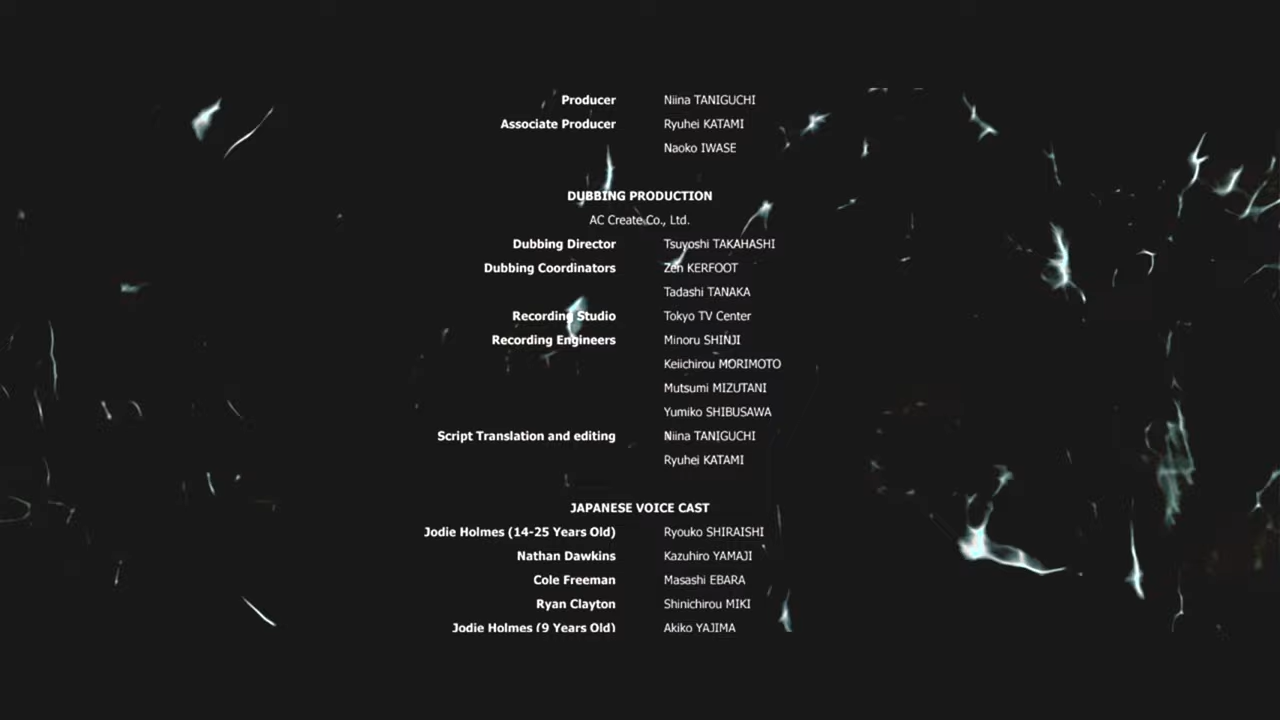 Producer Niina TANIGUCHI
Associate Producer Ryuhei KATAMI
Naoko IWASE
DUBBING PRODUCTION
AC Create Co., Ltd.
Dubbing Director Tsuyoshi TAKAHASHI
Dubbing Coordinators Zen KERFOOT
Tadashi TANAKA
Recording Studio Tokyo TV Center
Recording Engineers Minoru SHINJI
Keiichirou MORIMOTO
Mutsumi MIZUTANI
Yumiko SHIBUSAWA
Script Translation and editing Niina TANIGUCHI
Ryuhei KATAMI
JAPANESE VOICE CAST
Jodie Holmes (14-25 Years Old) Ryouko SHIRAISHI
Nathan Dawkins Kazuhiro YAMAJI
Cole Freeman Masashi EBARA
Ryan Clayton Shinichirou MIKI
Jodie Holmes (9 Years Old) Akiko YAJIMA